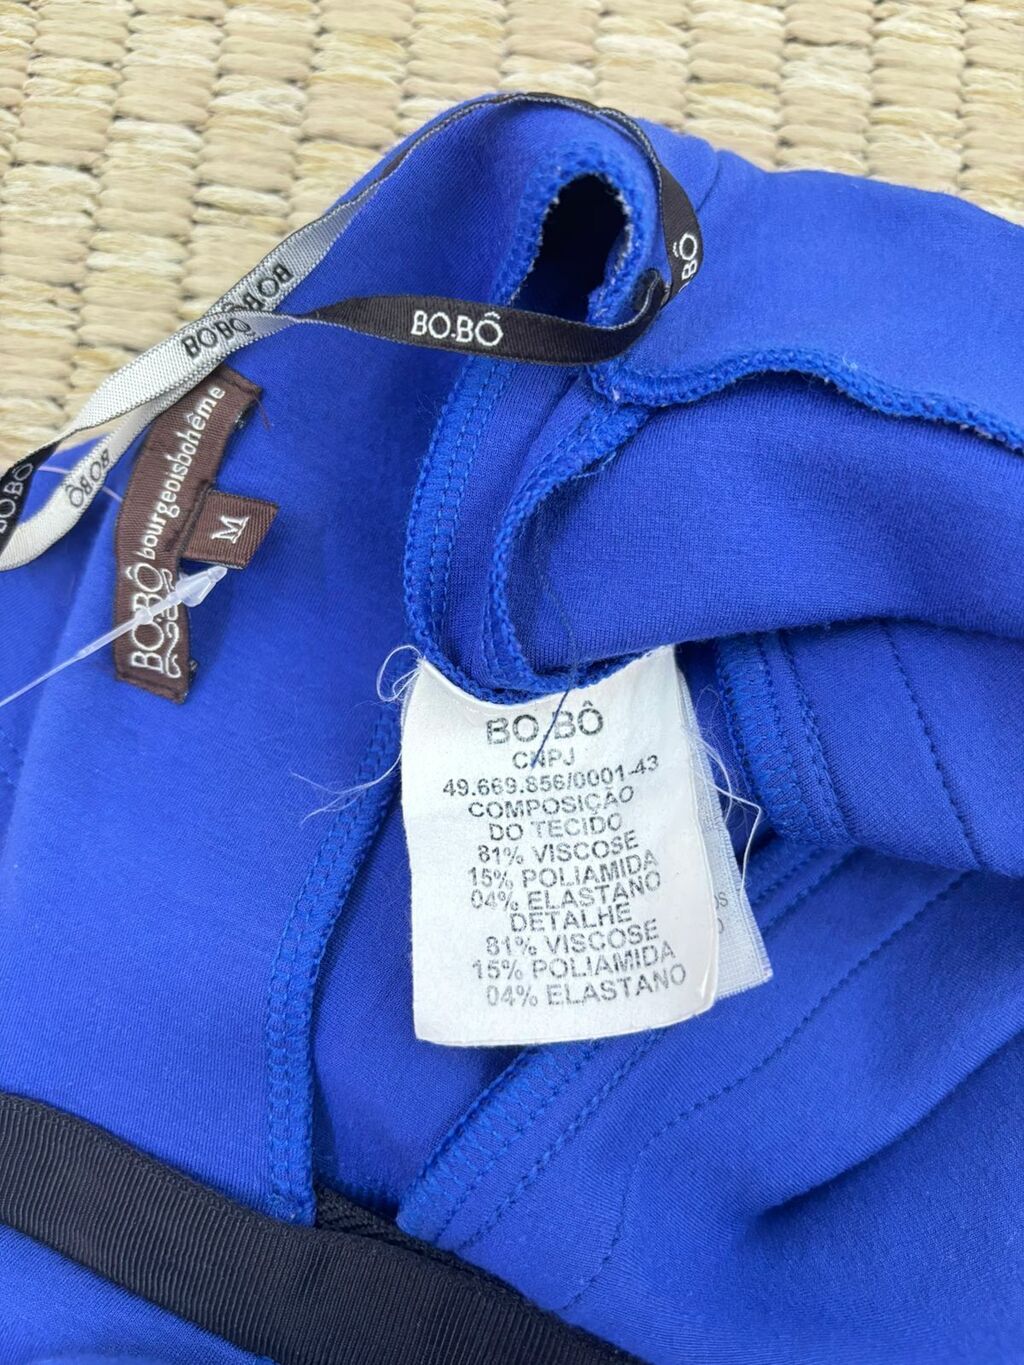 BO.BÔ
BÔ
BO.BÔ
BO.BÔ
BO.BÔ
BO.BÔ
BO.BÔ bourgeoisbohême
M
BO.BÔ
CNPJ
49.669.856/0001-43
COMPOSIÇÃO
DO TECIDO
81% VISCOSE
15% POLIAMIDA
04% ELASTANO
DETALHE
81% VISCOSE
15% POLIAMIDA
04% ELASTANO